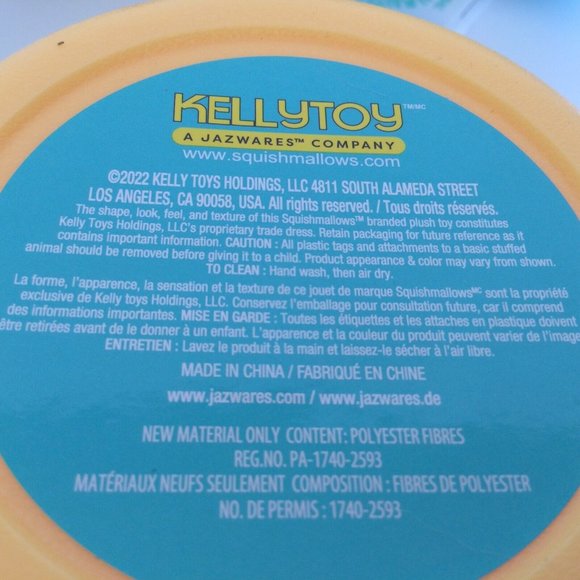 KELLYTOY TM/MC
A JAZWARES™ COMPANY
www.squishmallows.com
©2022 KELLY TOYS HOLDINGS, LLC 4811 SOUTH ALAMEDA STREET
LOS ANGELES, CA 90058, USA. All rights reserved. / Tous droits réservés.
The shape, look, feel, and texture of this Squishmallows™ branded plush toy constitutes
Kelly Toys Holdings, LLC's proprietary trade dress. Retain packaging for future reference as it
contains important information. CAUTION : All plastic tags and attachments to a basic stuffed
animal should be removed before giving it to a child. Product appearance & color may vary from shown.
TO CLEAN : Hand wash, then air dry.
La forme, l'apparence, la sensation et la texture de ce jouet de marque Squishmallowsᴹᶜ sont la propriété
exclusive de Kelly toys Holdings, LLC. Conservez l'emballage pour consultation future, car il comprend
des informations importantes. MISE EN GARDE : Toutes les étiquettes et les attaches en plastique doivent
être retirées avant de le donner à un enfant. L'apparence et la couleur du produit peuvent varier de l'image
ENTRETIEN : Lavez le produit à la main et laissez-le sécher à l'air libre.
MADE IN CHINA / FABRIQUÉ EN CHINE
www.jazwares.com / www.jazwares.de
NEW MATERIAL ONLY CONTENT: POLYESTER FIBRES
REG.NO. PA-1740-2593
MATÉRIAUX NEUFS SEULEMENT COMPOSITION : FIBRES DE POLYESTER
NO. DE PERMIS : 1740-2593